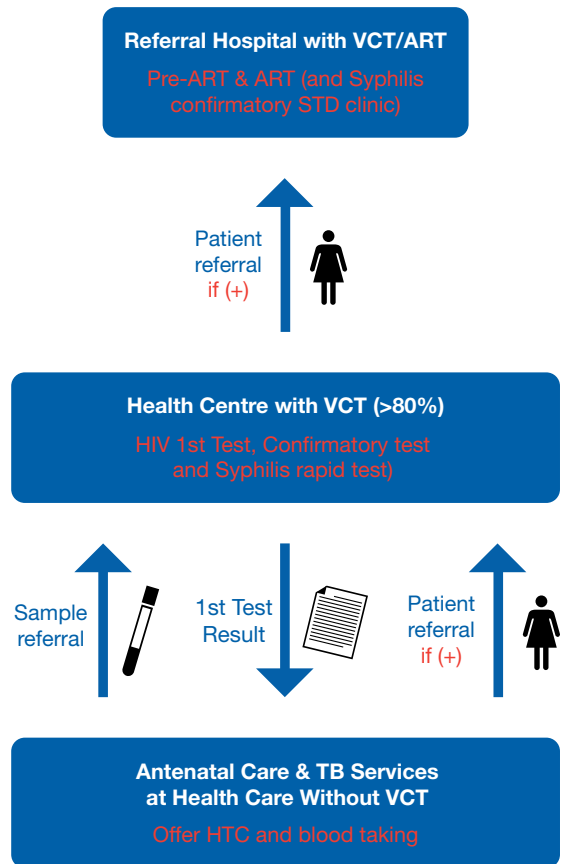 Referral Hospital with VCT/ART
Pre-ART & ART (and Syphilis
confirmatory STD clinic)
Patient
referral
if (+)
Health Centre with VCT (>80%)
HIV 1st Test, Confirmatory test
and Syphilis rapid test)
Sample
referral
1st Test
Result
Patient
referral
if (+)
Antenatal Care & TB Services
at Health Care Without VCT
Offer HTC and blood taking